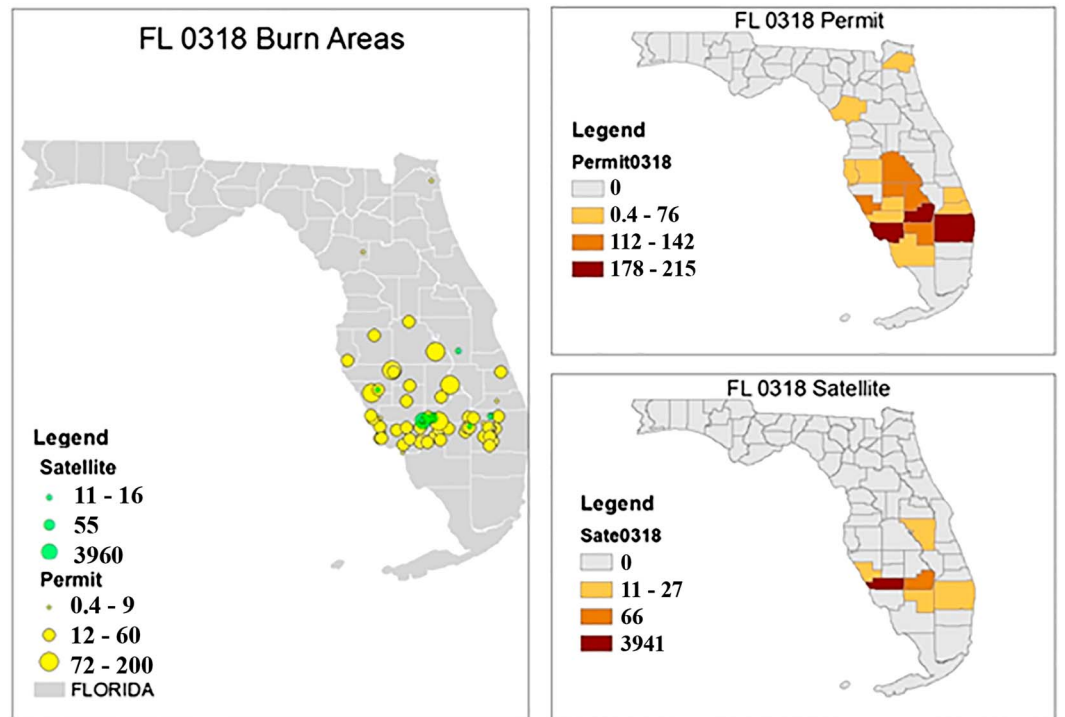 FL 0318 Burn Areas
Legend
Satellite
11 - 16
55
3960
Permit
0.4 - 9
12 - 60
72 - 200
FLORIDA
FL 0318 Permit
Legend
Permit0318
0
0.4 - 76
112 - 142
178 - 215
FL 0318 Satellite
Legend
Sate0318
0
11 - 27
66
3941